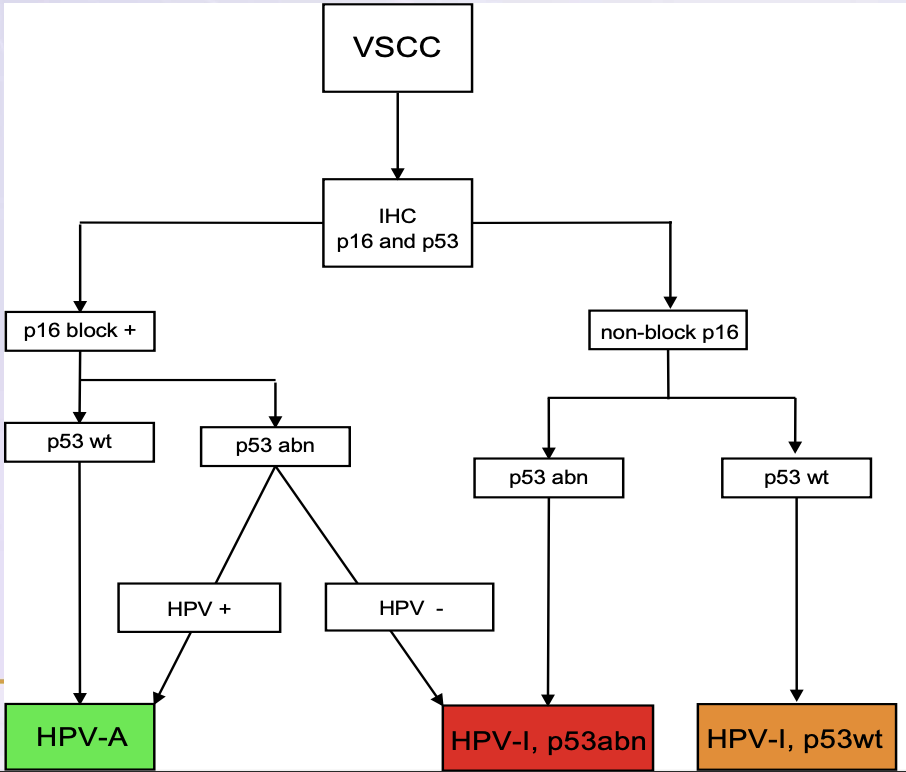 VSCC
IHC
p16 and p53
p16 block +
non-block p16
p53 wt
p53 abn
p53 abn
p53 wt
HPV +
HPV -
HPV-A
HPV-I, p53abn
HPV-I, p53wt